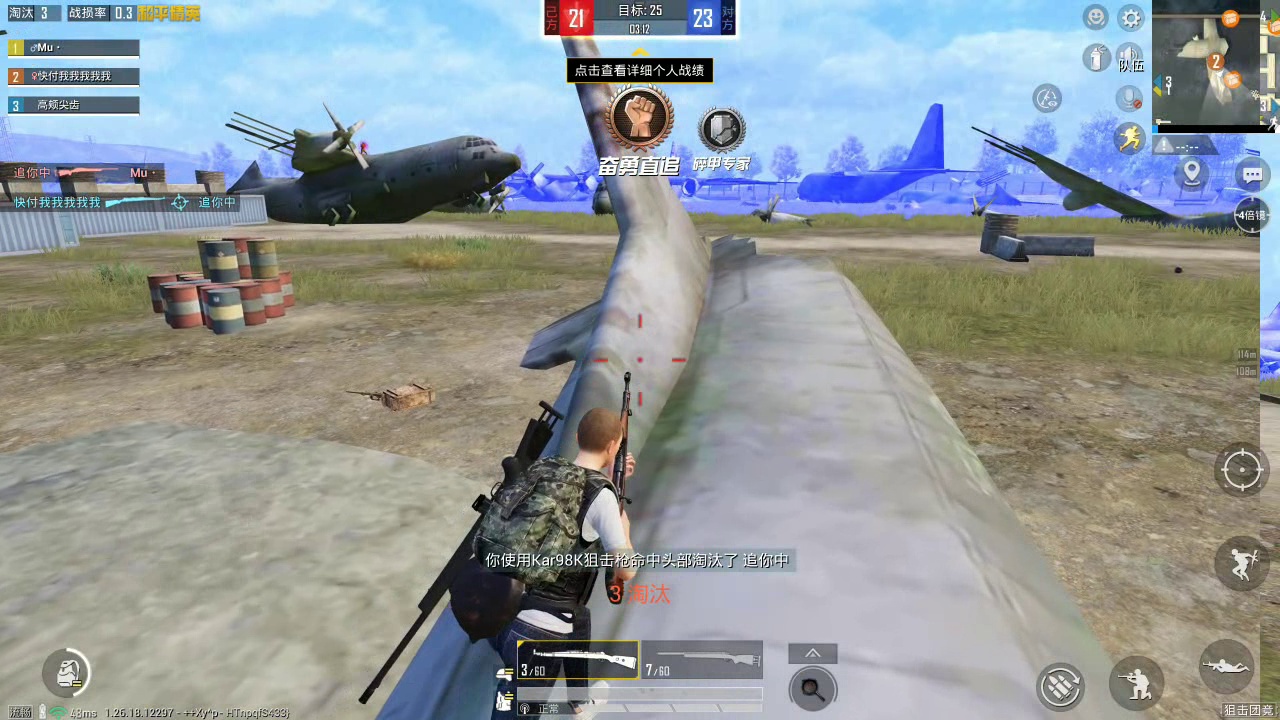 淘汰 3 战损率 0.3 和平精英
己方 21 目标: 25 23 对方
03:12
点击查看详细个人战绩
奋勇直追 碎甲专家
1 ♂Mu ·
2 ♀快付我我我我我
3 高频尖齿
追你中 Mu ·
快付我我我我我 追你中
队伍
2
3
--:--
4倍镜
114m
108m
你使用Kar98K狙击枪命中头部淘汰了 追你中
3 淘汰
3/60 7/60
正常
48ms 1.26.18.12297
狙击团竞